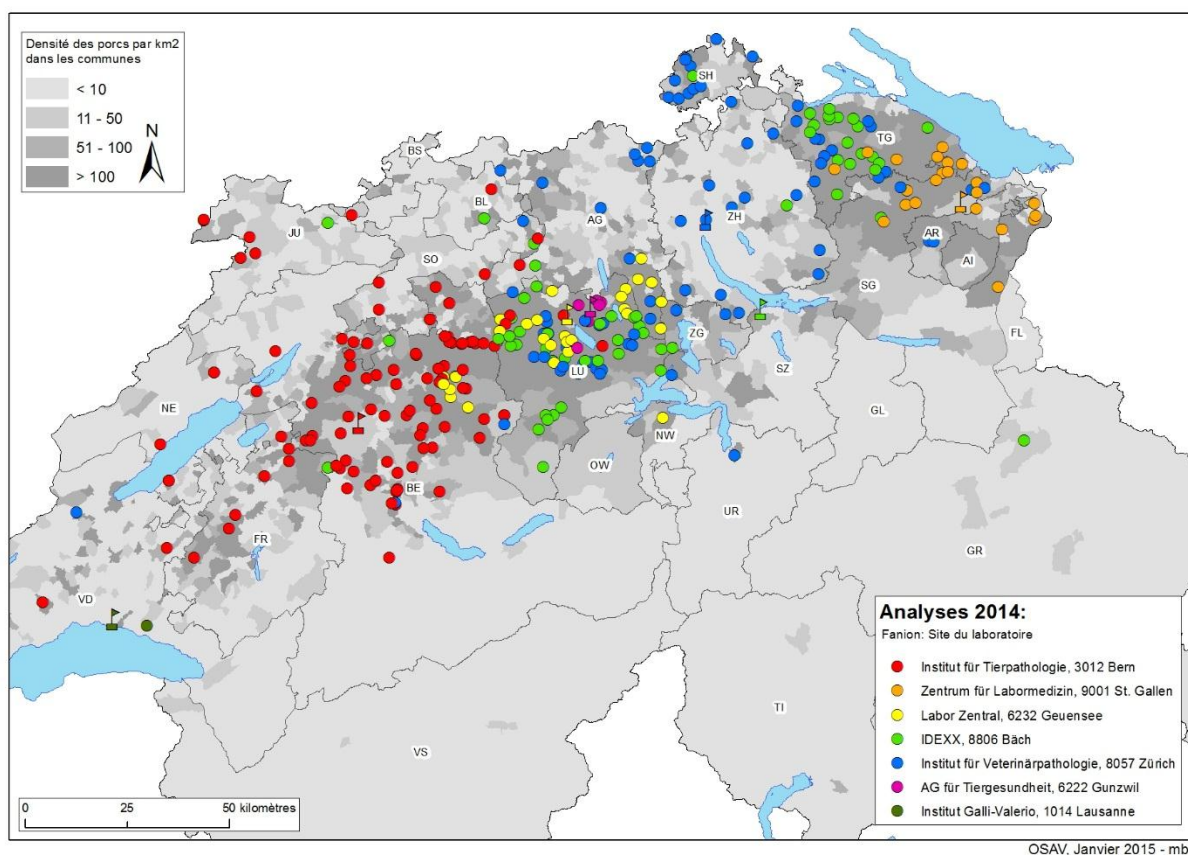 Densité des porcs par km2
dans les communes
< 10
11 - 50
51 - 100
> 100
N
SH
BS
TG
BL
AG
ZH
JU
AR
SO
AI
SG
ZG
FL
LU
SZ
NE
GL
NW
OW
BE
UR
FR
GR
VD
TI
VS
0 25 50 kilomètres
Analyses 2014:
Fanion: Site du laboratoire
Institut für Tierpathologie, 3012 Bern
Zentrum für Labormedizin, 9001 St. Gallen
Labor Zentral, 6232 Geuensee
IDEXX, 8806 Bäch
Institut für Veterinärpathologie, 8057 Zürich
AG für Tiergesundheit, 6222 Gunzwil
Institut Galli-Valerio, 1014 Lausanne
OSAV, Janvier 2015 - mb